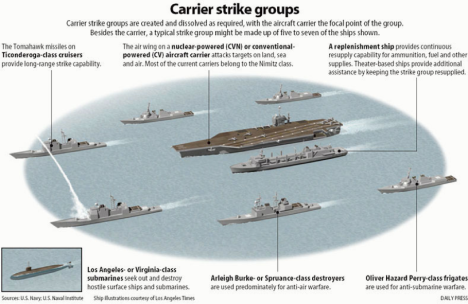 Carrier strike groups
Carrier strike groups are created and dissolved as required, with the aircraft carrier the focal point of the group.
Besides the carrier, a typical strike group might be made up of five to seven of the ships shown.
The Tomahawk missiles on
Ticonderoga-class cruisers
provide long-range strike capability.
The air wing on a nuclear-powered (CVN) or conventional-
powered (CV) aircraft carrier attacks targets on land, sea
and air. Most of the current carriers belong to the Nimitz class.
A replenishment ship provides continuous
resupply capability for ammunition, fuel and other
supplies. Theater-based ships provide additional
assistance by keeping the strike group resupplied.
Los Angeles- or Virginia-class
submarines seek out and destroy
hostile surface ships and submarines.
Arleigh Burke- or Spruance-class destroyers
are used predominately for anti-air warfare.
Oliver Hazard Perry-class frigates
are used for anti-submarine warfare.
Sources: U.S. Navy; U.S. Naval Institute
Ship illustrations courtesy of Los Angeles Times
DAILY PRESS